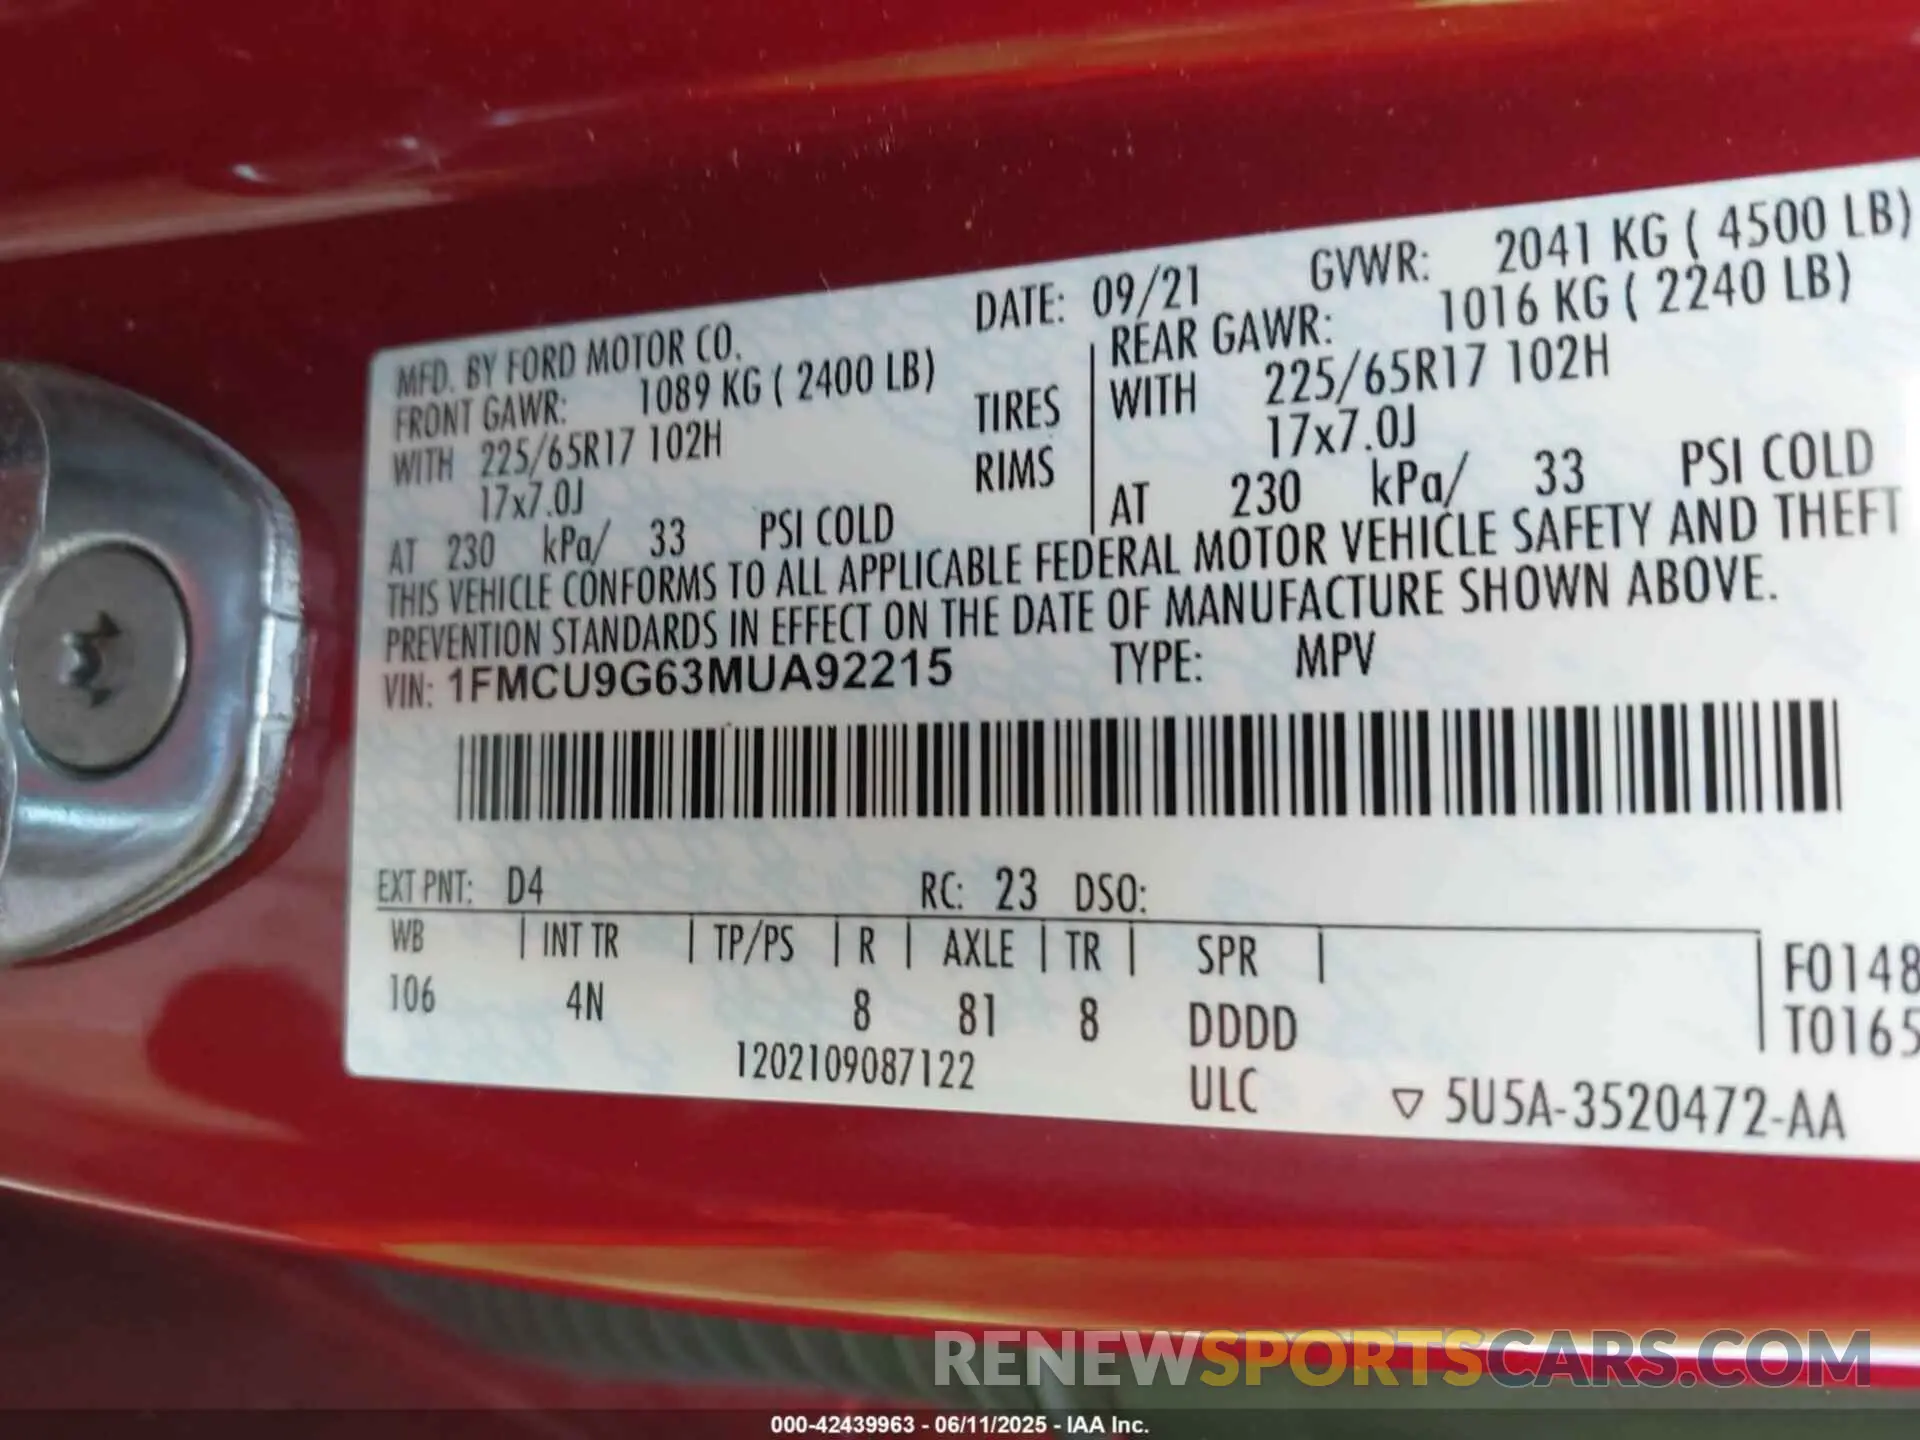 MFD. BY FORD MOTOR CO. DATE: 09/21 GVWR: 2041 KG ( 4500 LB)
FRONT GAWR: 1089 KG ( 2400 LB) REAR GAWR: 1016 KG ( 2240 LB)
WITH 225/65R17 102H TIRES WITH 225/65R17 102H
17x7.0J RIMS 17x7.0J
AT 230 kPa/ 33 PSI COLD AT 230 kPa/ 33 PSI COLD
THIS VEHICLE CONFORMS TO ALL APPLICABLE FEDERAL MOTOR VEHICLE SAFETY AND THEFT
PREVENTION STANDARDS IN EFFECT ON THE DATE OF MANUFACTURE SHOWN ABOVE.
VIN: 1FMCU9G63MUA92215 TYPE: MPV
EXT PNT: D4 RC: 23 DSO:
WB | INT TR | TP/PS | R | AXLE | TR | SPR | F0148
106 4N 8 81 8 DDDD T0165
1202109087122 ULC ▽ 5U5A-3520472-AA
RENEWSPORTSCARS.COM
000-42439963 - 06/11/2025 - IAA Inc.